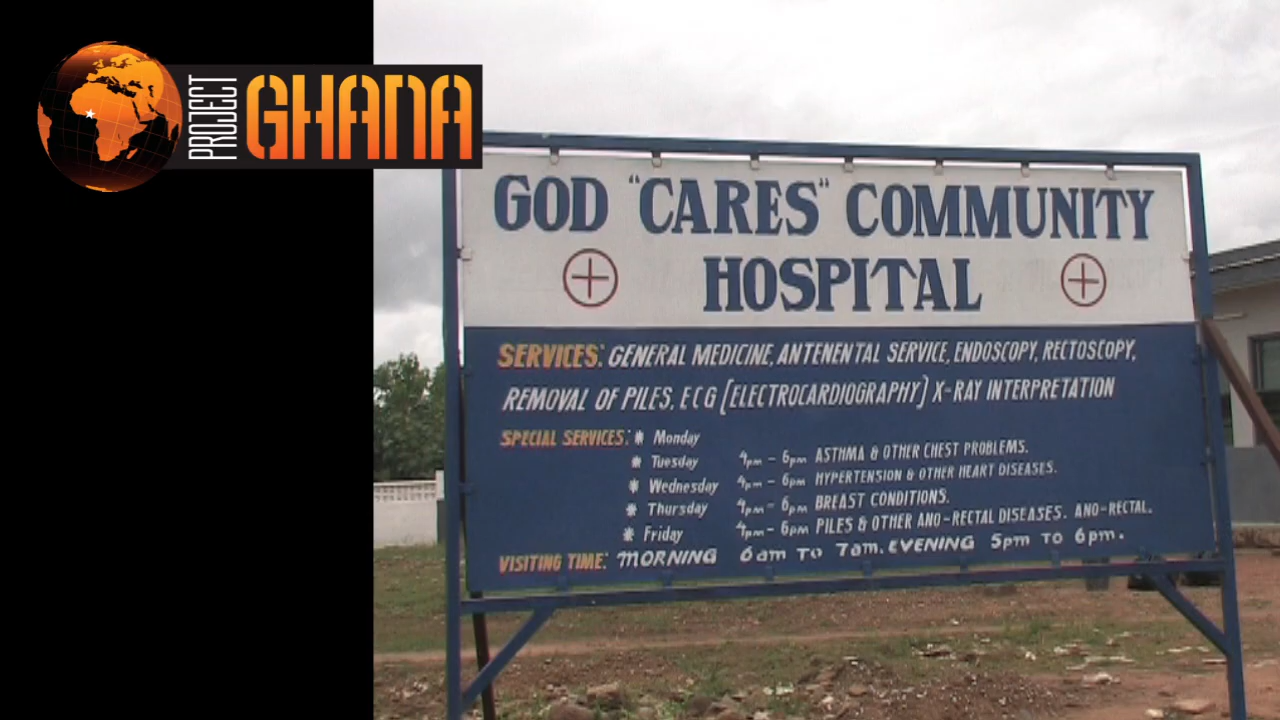 PROJECT GHANA
GOD "CARES" COMMUNITY
HOSPITAL
SERVICES: GENERAL MEDICINE, ANTENENTAL SERVICE, ENDOSCOPY, RECTOSCOPY,
REMOVAL OF PILES. ECG [ELECTROCARDIOGRAPHY] X-RAY INTERPRETATION
SPECIAL SERVICES: * Monday
* Tuesday 4pm - 6pm ASTHMA & OTHER CHEST PROBLEMS.
* Wednesday 4pm - 6pm HYPERTENSION & OTHER HEART DISEASES.
* Thursday 4pm - 6pm BREAST CONDITIONS.
* Friday 4pm - 6pm PILES & OTHER ANO-RECTAL DISEASES. ANO-RECTAL.
VISITING TIME: MORNING 6am TO 7am. EVENING 5pm TO 6pm.